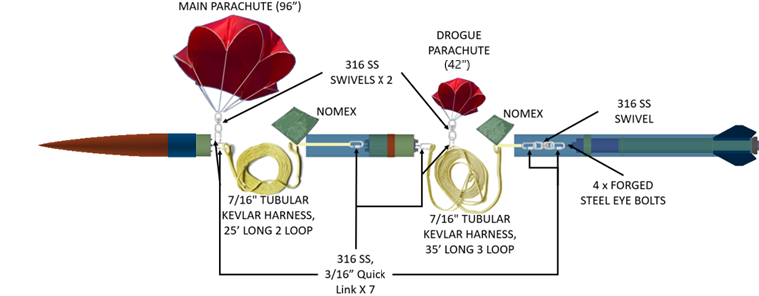 MAIN PARACHUTE (96”)
DROGUE
PARACHUTE
(42”)
316 SS
SWIVELS X 2
NOMEX
NOMEX
316 SS
SWIVEL
4 x FORGED
STEEL EYE BOLTS
7/16" TUBULAR
KEVLAR HARNESS,
25’ LONG 2 LOOP
7/16" TUBULAR
KEVLAR HARNESS,
35’ LONG 3 LOOP
316 SS,
3/16” Quick
Link X 7